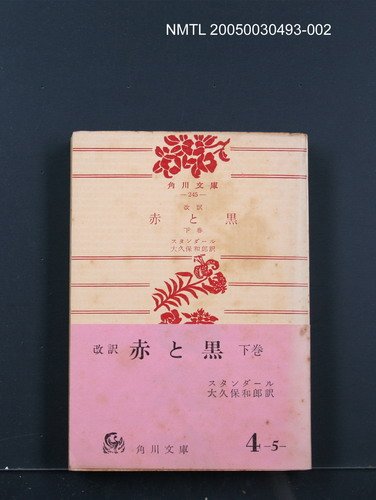 NMTL 20050030493-002
角川文庫
—245—
改訳
赤と黒
下巻
スタンダール
大久保和郎訳
改訳 赤と黒 下巻
スタンダール
大久保和郎訳
角川文庫 4—5—